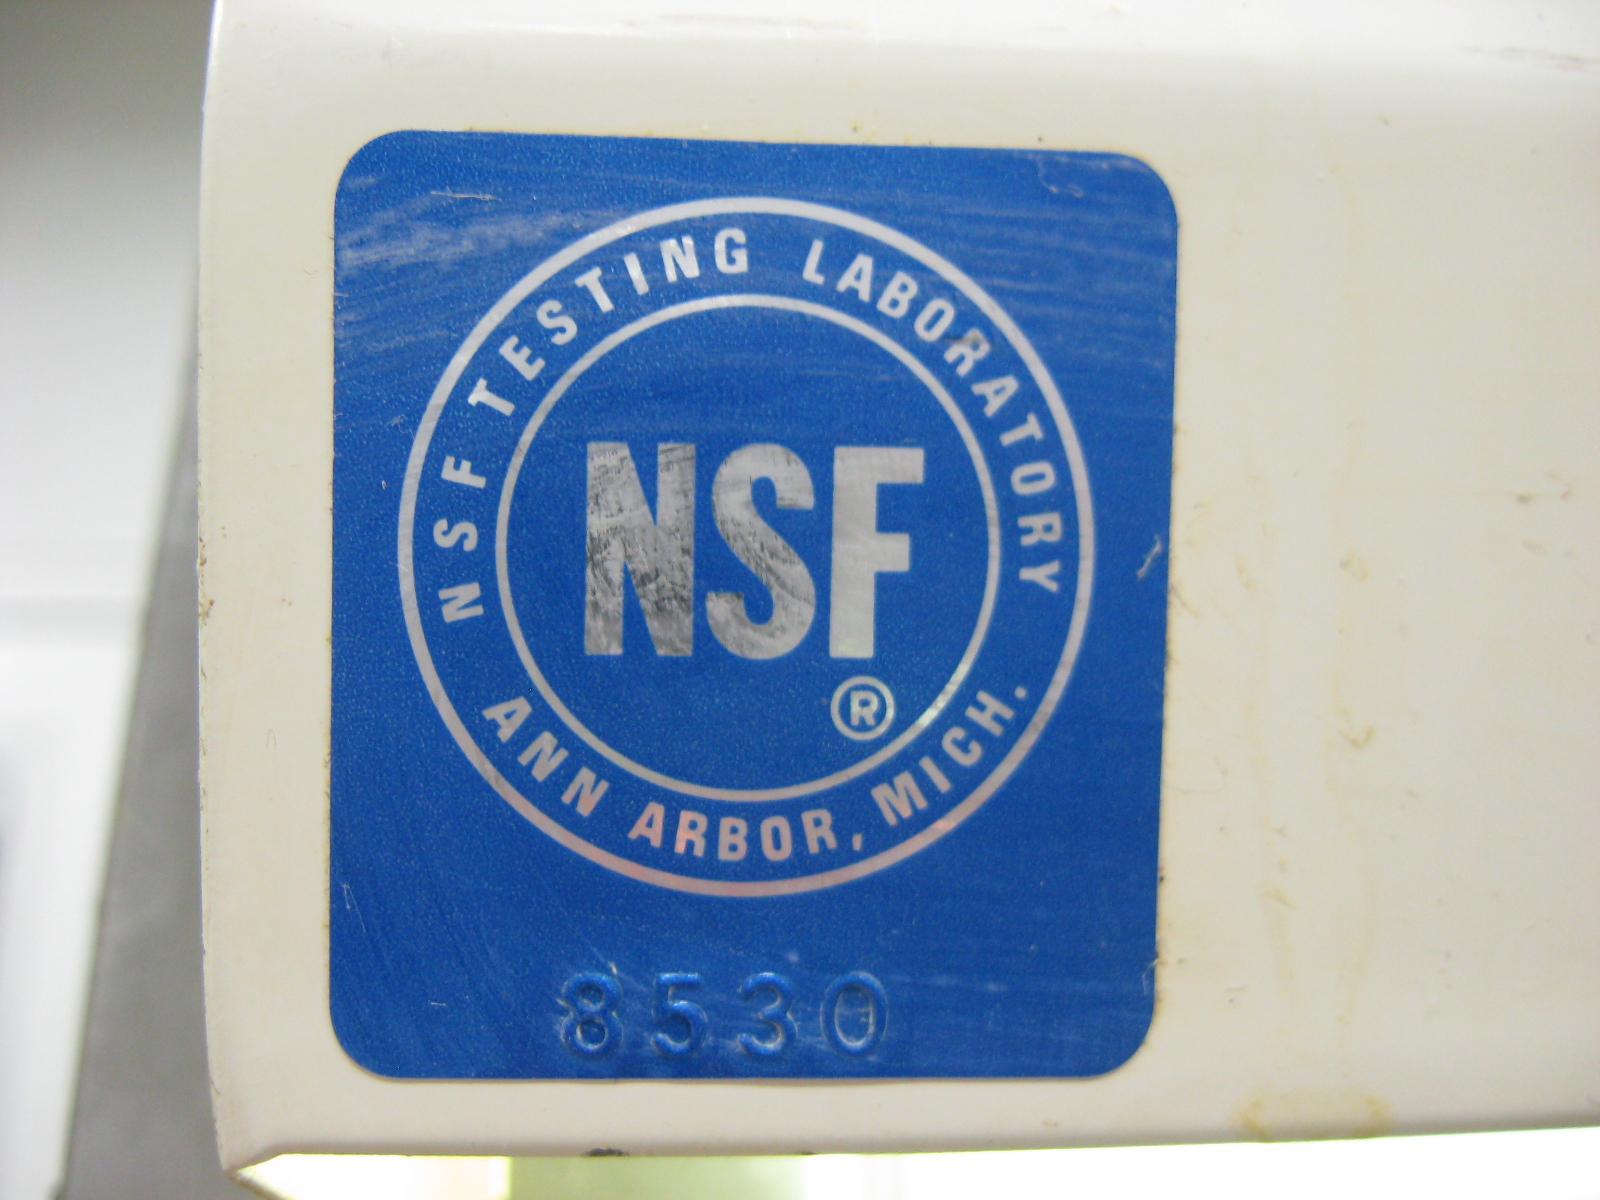 NSF TESTING LABORATORY
NSF®
ANN ARBOR, MICH.
8530